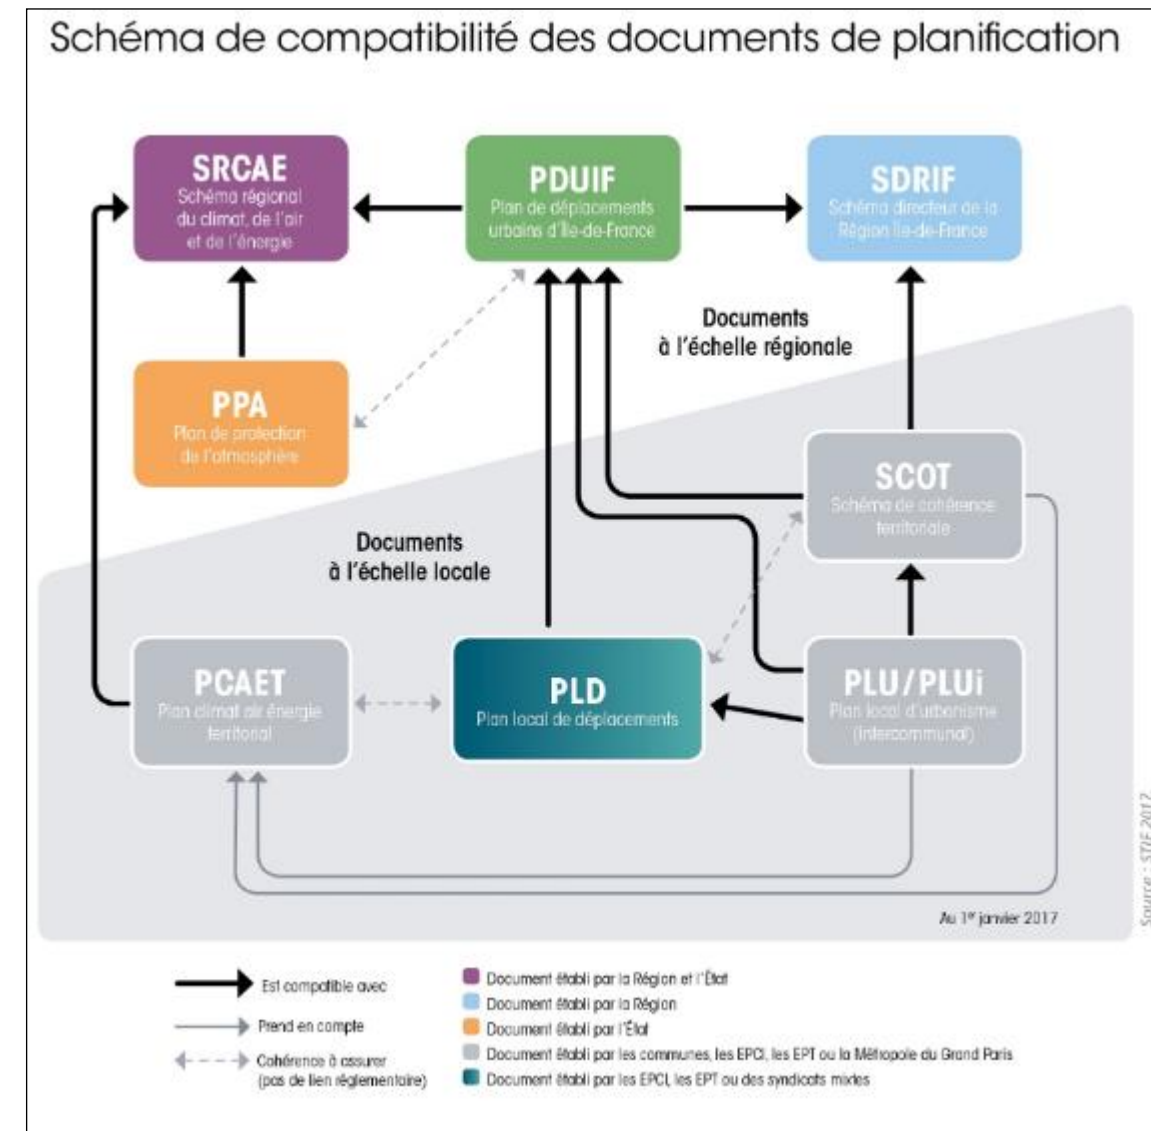 Schéma de compatibilité des documents de planification
SRCAE
Schéma régional
du climat, de l'air
et de l'énergie
PDUIF
Plan de déplacements
urbains d'Île-de-France
SDRIF
Schéma directeur de la
Région Ile-de-France
Documents
à l'échelle régionale
PPA
Plan de protection
de l'atmosphère
SCOT
Schéma de cohérence
territoriale
Documents
à l'échelle locale
PCAET
Plan climat air énergie
territorial
PLD
Plan local de déplacements
PLU/PLUi
Plan local d'urbanisme
(intercommunal)
Source : STIF 2017
Au 1er janvier 2017
Est compatible avec
Prend en compte
Cohérence à assurer
(pas de lien réglementaire)
Document établi par la Région et l'État
Document établi par la Région
Document établi par l'État
Document établi par les communes, les EPCI, les EPT ou la Métropole du Grand Paris
Document établi par les EPCI, les EPT ou des syndicats mixtes